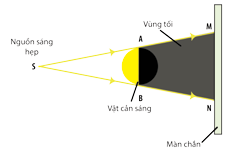 Vùng tối
M
Nguồn sáng
hẹp
A
S
B
N
Vật cản sáng
Màn chắn